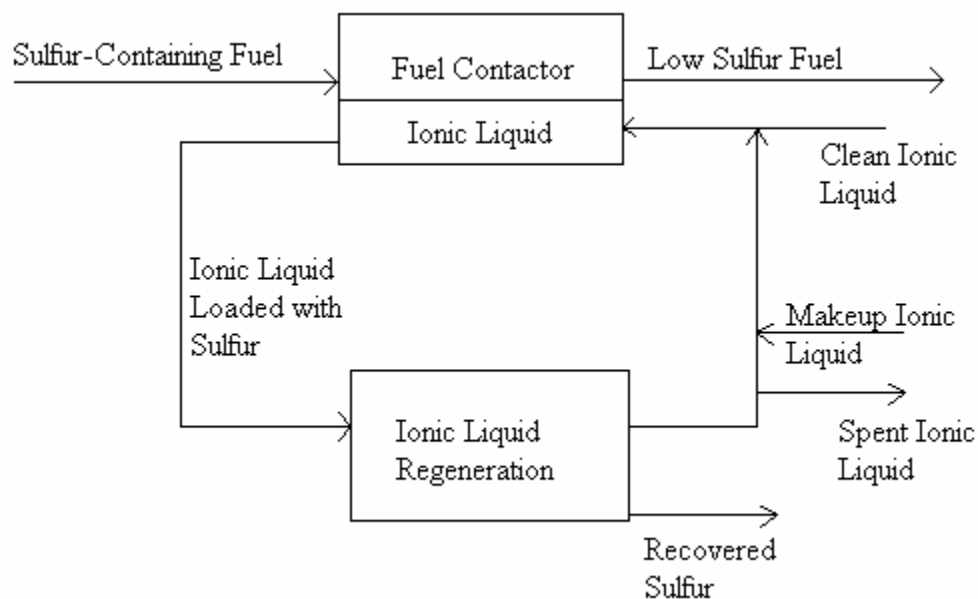 Sulfur-Containing Fuel
Fuel Contactor
Low Sulfur Fuel
Ionic Liquid
Clean Ionic
Liquid
Ionic Liquid
Loaded with
Sulfur
Makeup Ionic
Liquid
Ionic Liquid
Regeneration
Spent Ionic
Liquid
Recovered
Sulfur